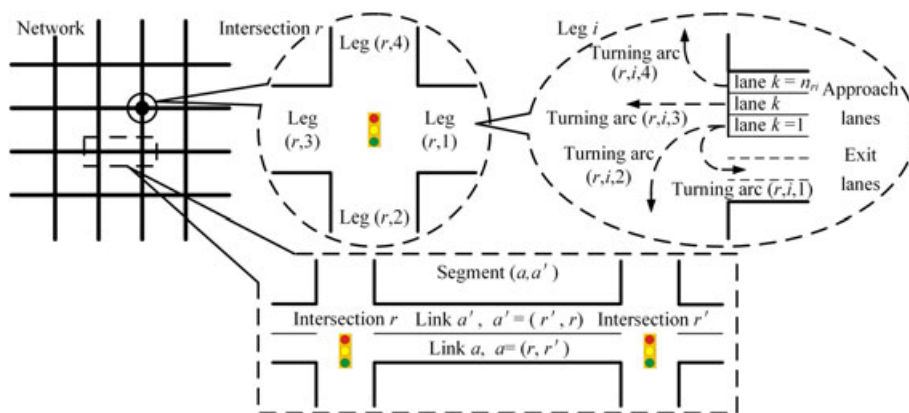 Network
Intersection r
Leg (r,4)
Leg
(r,3)
Leg
(r,1)
Leg (r,2)
Leg i
Turning arc
(r,i,4)
Turning arc (r,i,3)
Turning arc
(r,i,2)
Turning arc (r,i,1)
lane k = nri
lane k
lane k=1
Approach
lanes
Exit
lanes
Segment (a,a′)
Intersection r
Link a′, a′=(r′, r)
Intersection r′
Link a, a=(r, r′)